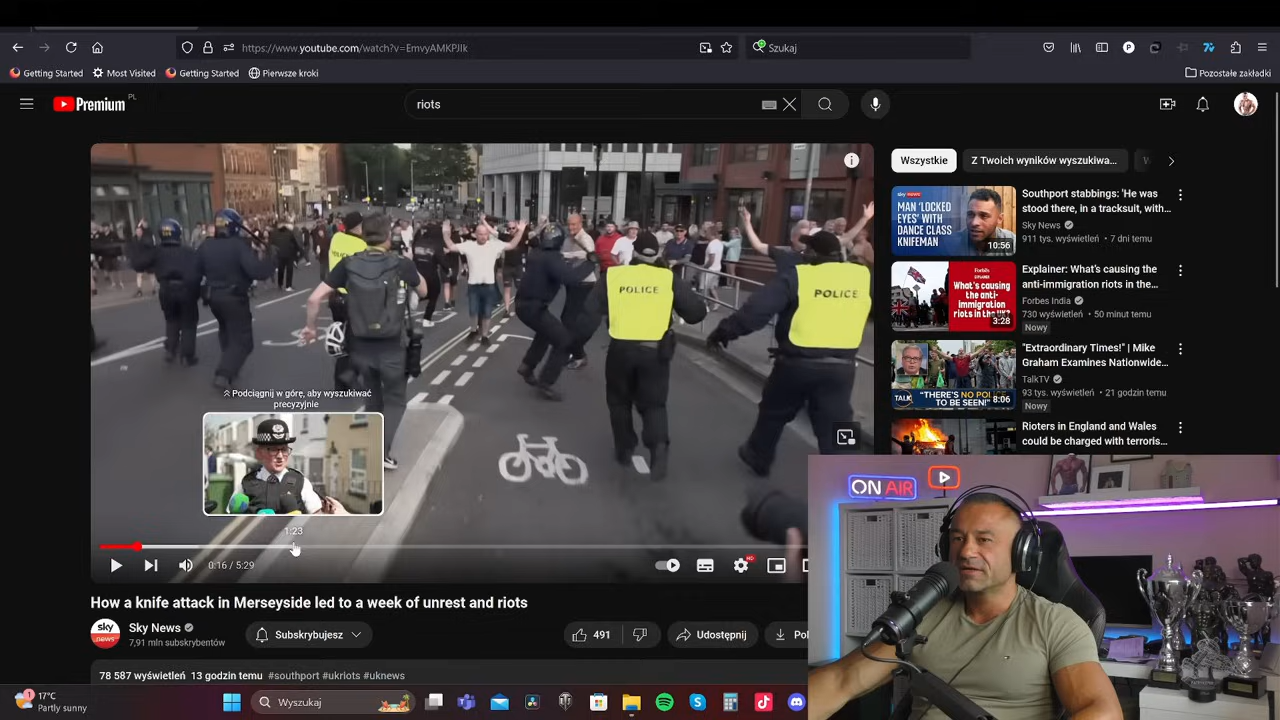 https://www.youtube.com/watch?v=EmvyAMKPJIk
Szukaj
Getting Started
Most Visited
Getting Started
Pierwsze kroki
Pozostałe zakładki
Premium PL
riots
Wszystkie
Z Twoich wyników wyszukiwa...
POLICE
POLICE
Podciągnij w górę, aby wyszukiwać
precyzyjnie
1:23
0:16 / 5:29
How a knife attack in Merseyside led to a week of unrest and riots
sky
news
Sky News
7,91 mln subskrybentów
Subskrybujesz
491
Udostępnij
78 587 wyświetleń 13 godzin temu #southport #ukriots #uknews
sky news
MAN 'LOCKED
EYES' WITH
DANCE CLASS
KNIFEMAN
10:56
Southport stabbings: 'He was
stood there, in a tracksuit, with...
Sky News
911 tys. wyświetleń • 7 dni temu
Forbes
What's causing the
anti-
immigration
riots in the
3:28
Explainer: What's causing the
anti-immigration riots in the...
Forbes India
730 wyświetleń • 50 minut temu
Nowy
TALK
"THERE'S NO
TO BE SEEN!"
8:06
"Extraordinary Times!" | Mike
Graham Examines Nationwide...
TalkTV
93 tys. wyświetleń • 21 godzin temu
Nowy
Rioters in England and Wales
could be charged with terroris...
ON AIR
17°C
Partly sunny
Wyszukaj